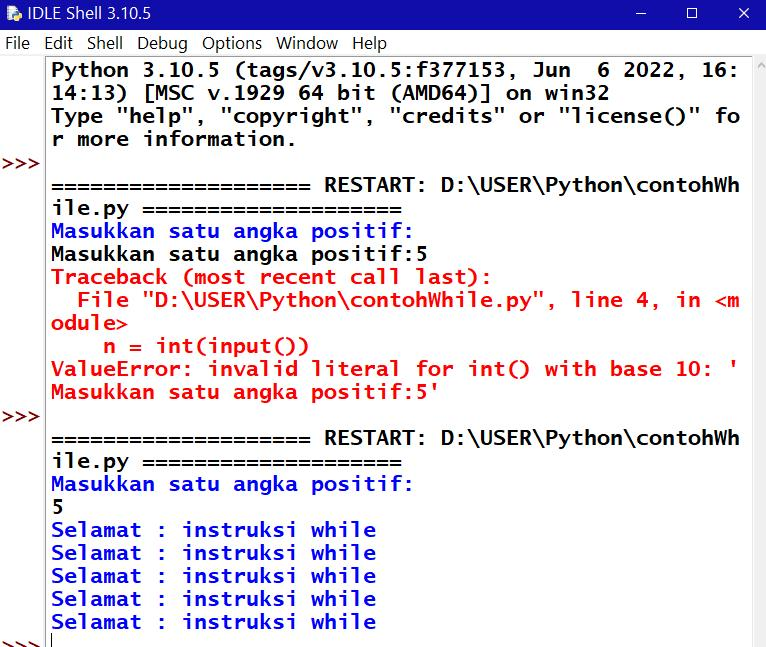 IDLE Shell 3.10.5
File Edit Shell Debug Options Window Help
Python 3.10.5 (tags/v3.10.5:f377153, Jun  6 2022, 16:
14:13) [MSC v.1929 64 bit (AMD64)] on win32
Type "help", "copyright", "credits" or "license()" fo
r more information.
>>>
==================== RESTART: D:\USER\Python\contohWh
ile.py ====================
Masukkan satu angka positif:
Masukkan satu angka positif:5
Traceback (most recent call last):
  File "D:\USER\Python\contohWhile.py", line 4, in <m
odule>
    n = int(input())
ValueError: invalid literal for int() with base 10: '
Masukkan satu angka positif:5'
>>>
==================== RESTART: D:\USER\Python\contohWh
ile.py ====================
Masukkan satu angka positif:
5
Selamat : instruksi while
Selamat : instruksi while
Selamat : instruksi while
Selamat : instruksi while
Selamat : instruksi while
>>>